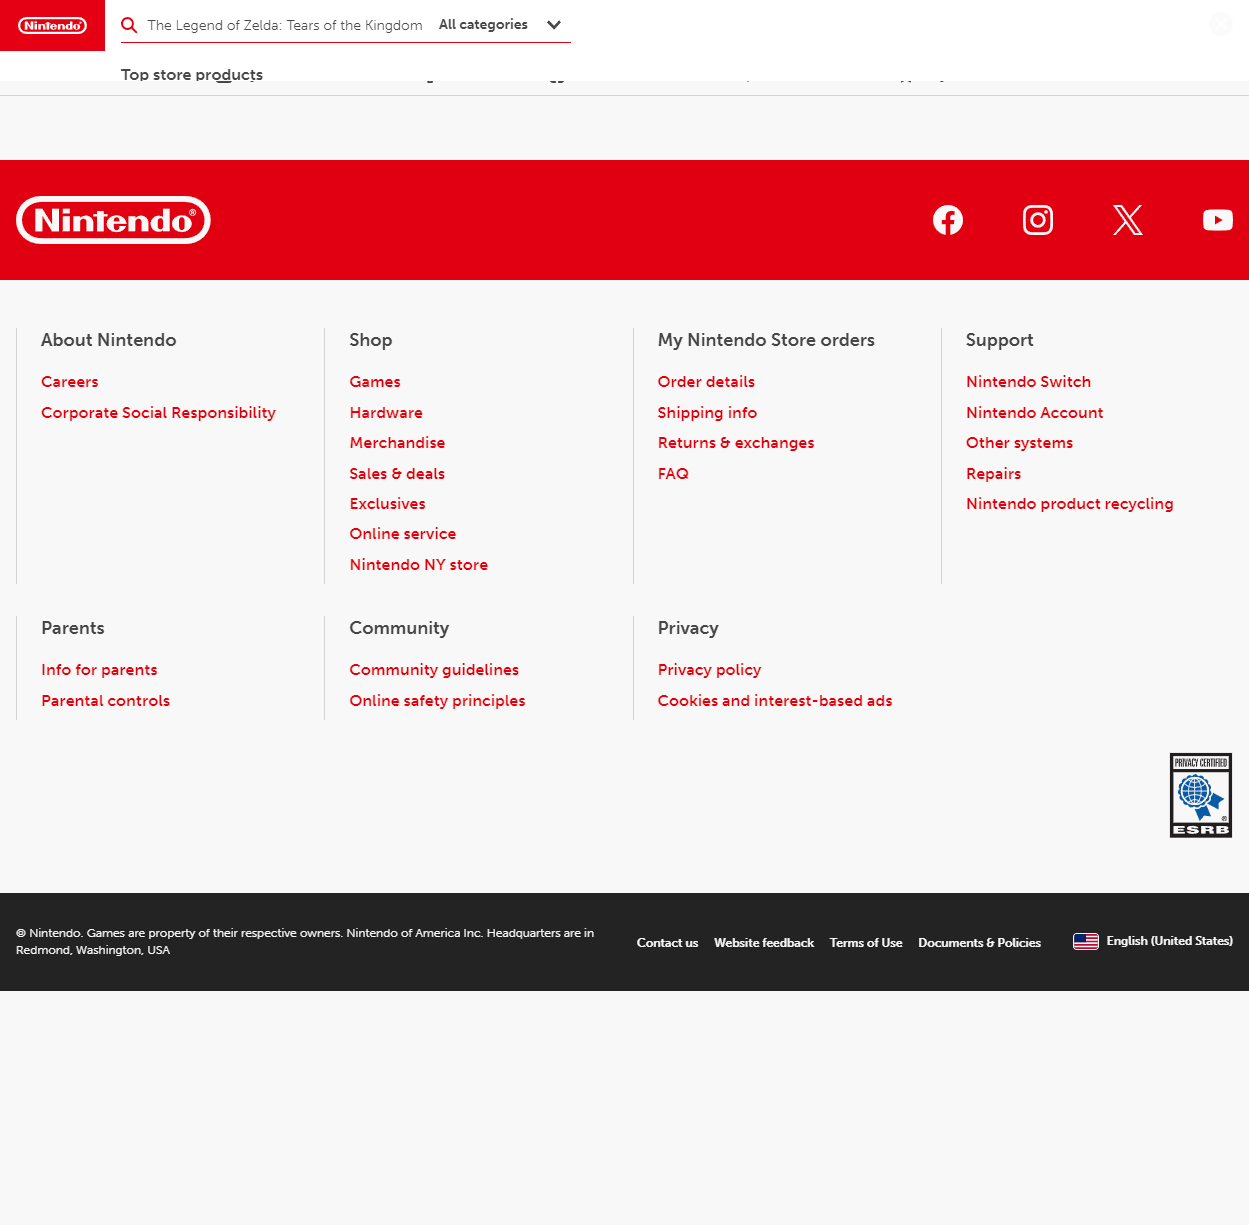 Nintendo
The Legend of Zelda: Tears of the Kingdom All categories
Top store products
Nintendo®
About Nintendo
Careers
Corporate Social Responsibility
Shop
Games
Hardware
Merchandise
Sales & deals
Exclusives
Online service
Nintendo NY store
My Nintendo Store orders
Order details
Shipping info
Returns & exchanges
FAQ
Support
Nintendo Switch
Nintendo Account
Other systems
Repairs
Nintendo product recycling
Parents
Info for parents
Parental controls
Community
Community guidelines
Online safety principles
Privacy
Privacy policy
Cookies and interest-based ads
PRIVACY CERTIFIED
®
ESRB
© Nintendo. Games are property of their respective owners. Nintendo of America Inc. Headquarters are in
Redmond, Washington, USA
Contact us Website feedback Terms of Use Documents & Policies English (United States)